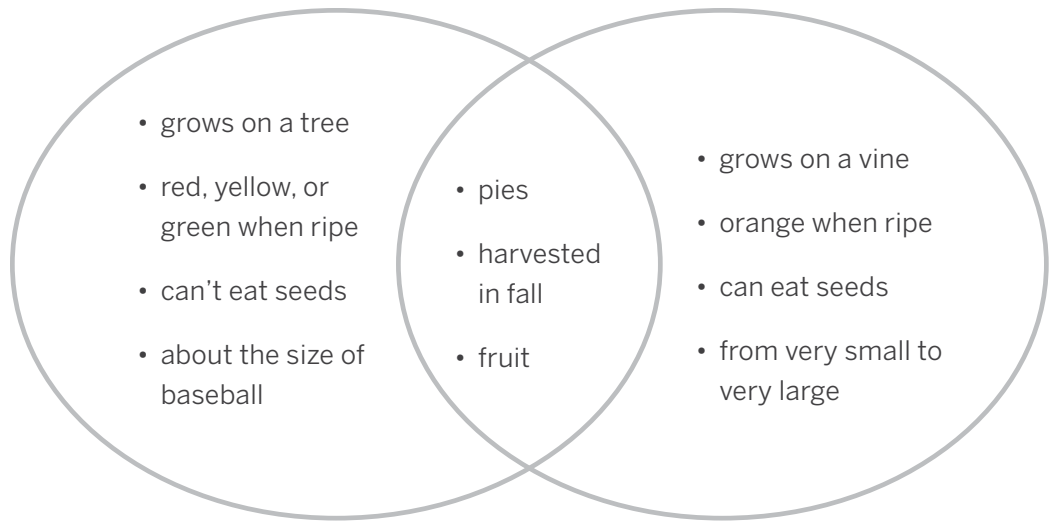 • grows on a tree
• red, yellow, or
green when ripe
• can’t eat seeds
• about the size of
baseball
• pies
• harvested
in fall
• fruit
• grows on a vine
• orange when ripe
• can eat seeds
• from very small to
very large